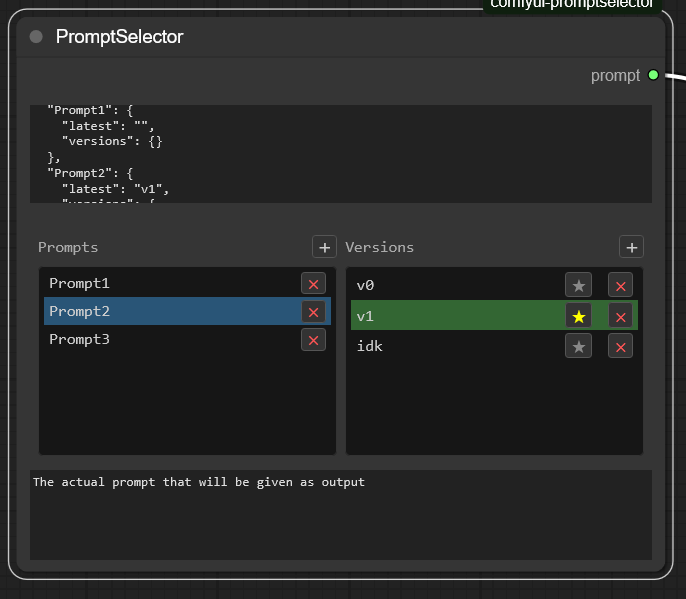 comfyui-promptselector
PromptSelector
prompt
"Prompt1": {
"latest": "",
"versions": {}
},
"Prompt2": {
"latest": "v1",
"versions": {
Prompts + Versions +
Prompt1
Prompt2
Prompt3
v0
v1
idk
The actual prompt that will be given as output